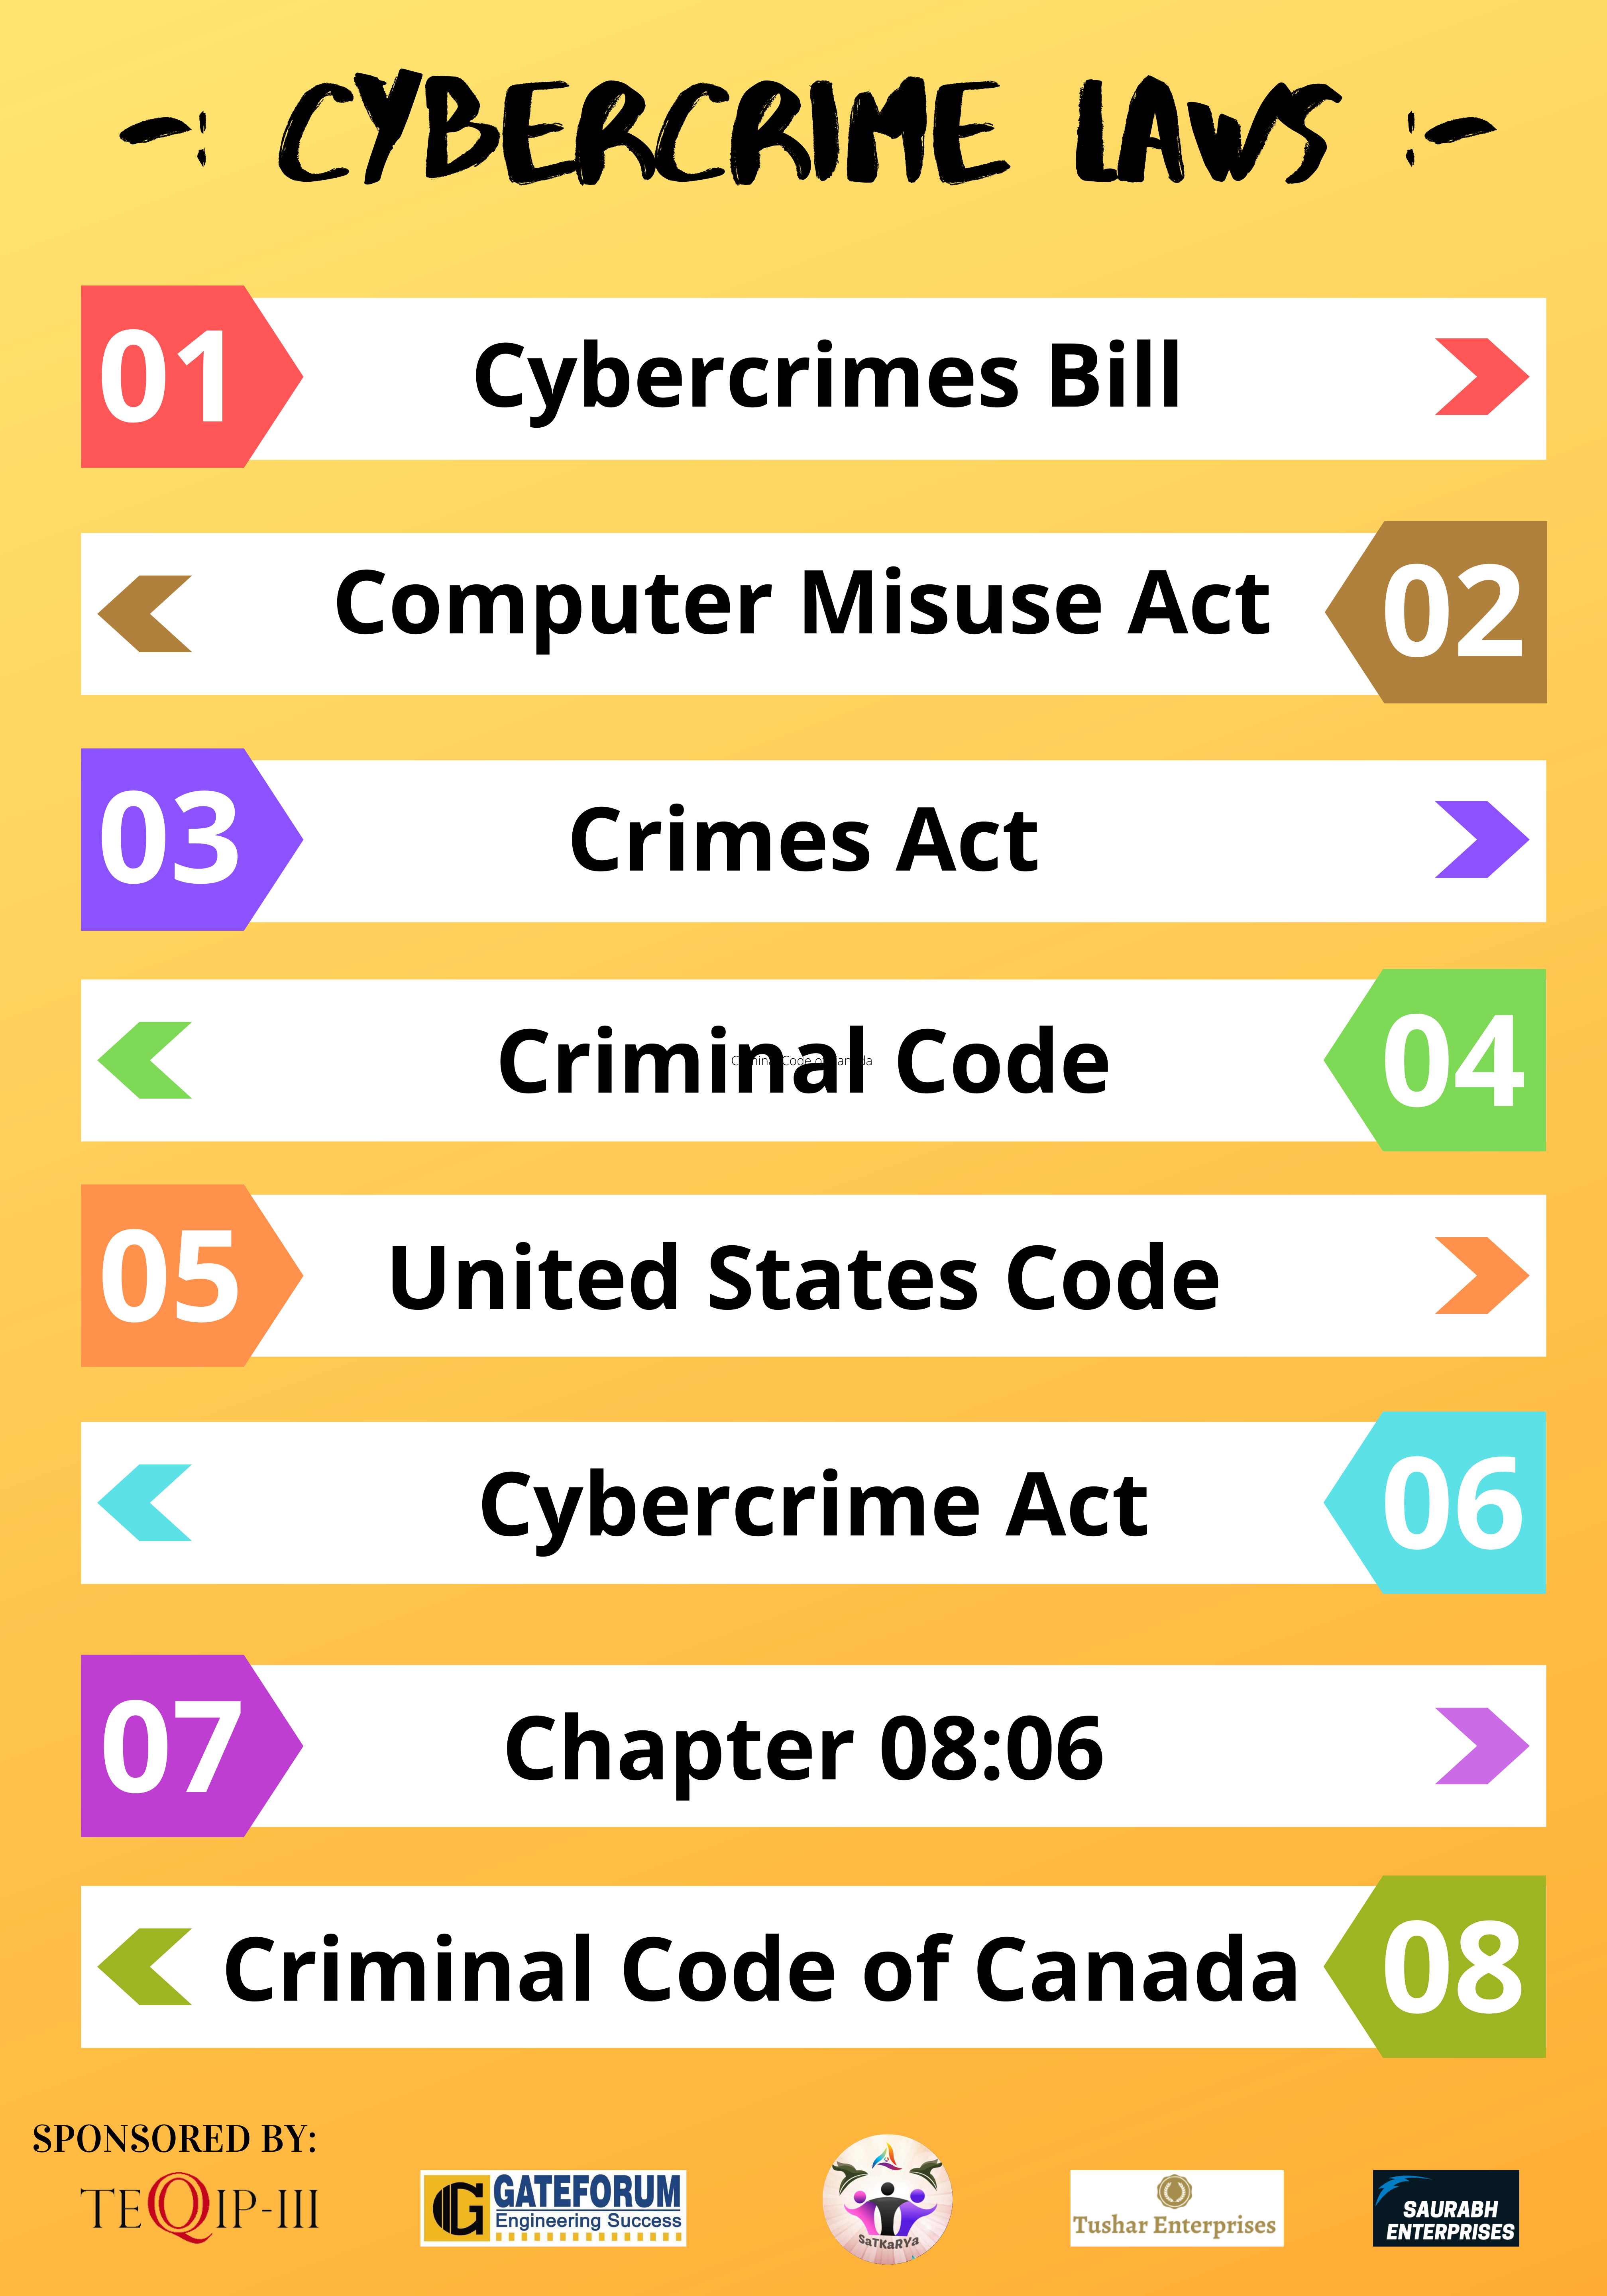 -: CYBERCRIME LAWS :-
01 Cybercrimes Bill
Computer Misuse Act 02
03 Crimes Act
Criminal Code 04
Criminal Code of Canada
05 United States Code
Cybercrime Act 06
07 Chapter 08:06
Criminal Code of Canada 08
SPONSORED BY:
TEQIP-III
G GATEFORUM
Engineering Success
SaTKaRYa
Tushar Enterprises
SAURABH
ENTERPRISES